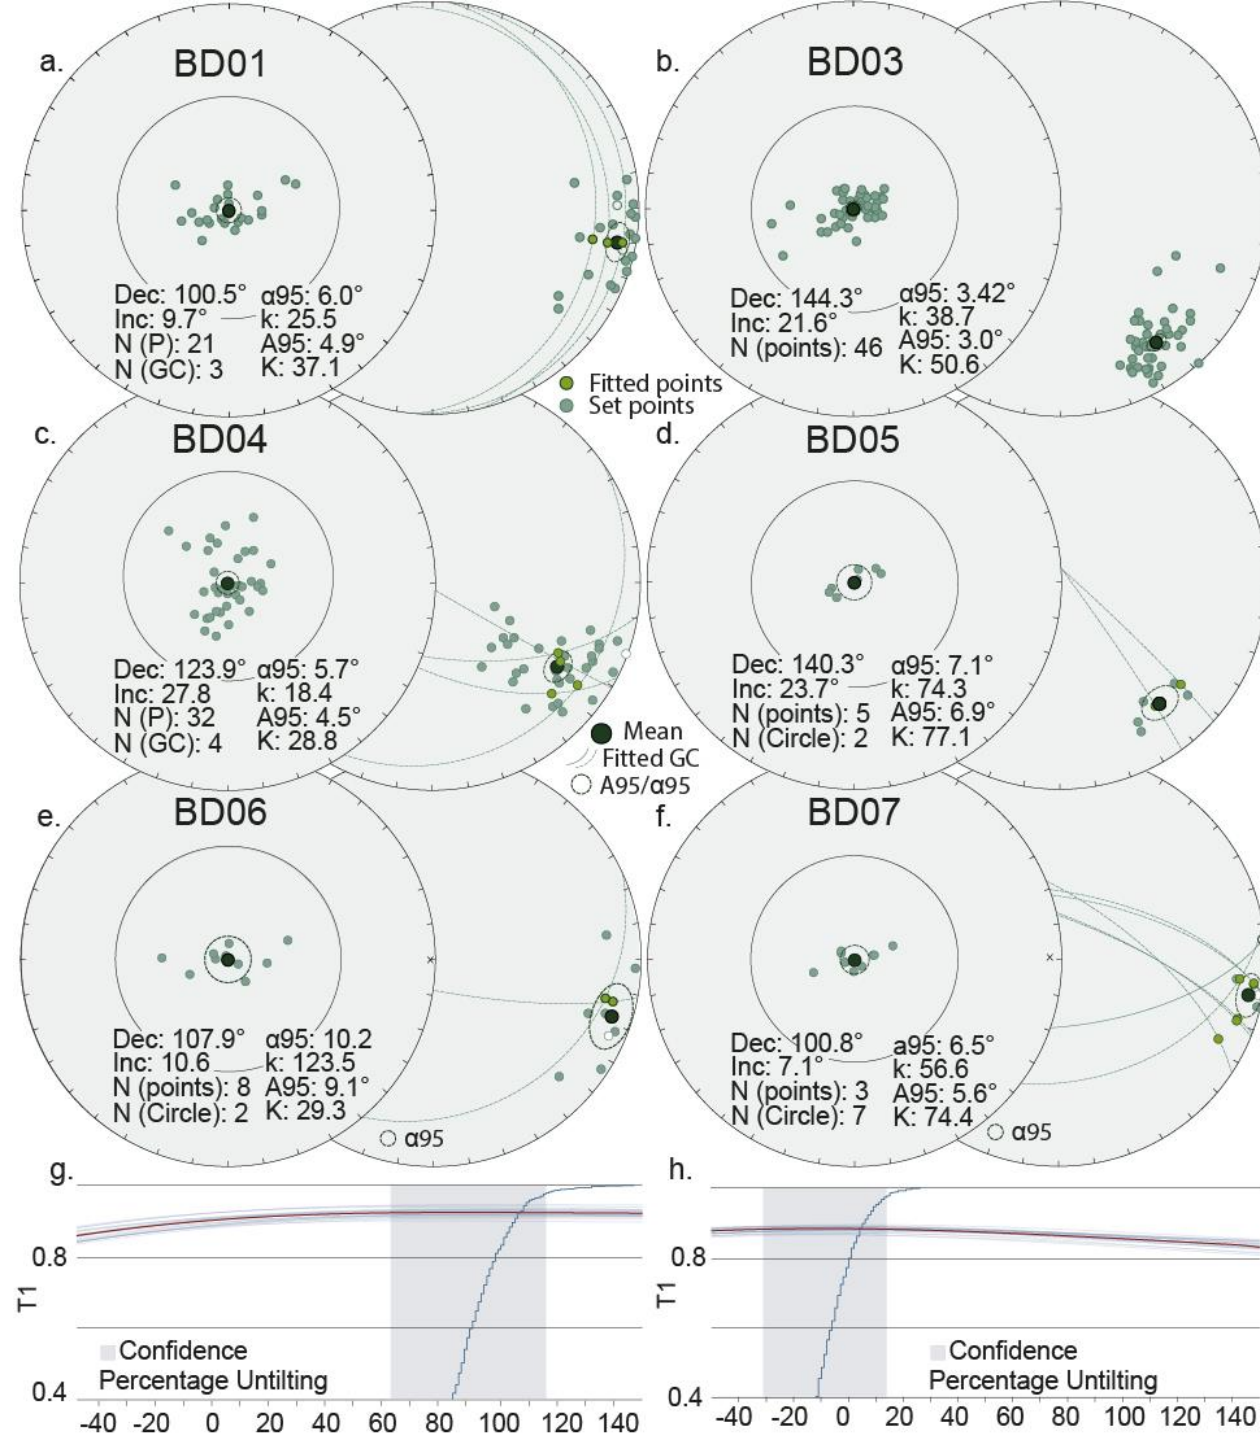 a.
BD01
Dec: 100.5° α95: 6.0°
Inc: 9.7° k: 25.5
N (P): 21 A95: 4.9°
N (GC): 3 K: 37.1
b.
BD03
Dec: 144.3° α95: 3.42°
Inc: 21.6° k: 38.7
N (points): 46 A95: 3.0°
K: 50.6
Fitted points
Set points
c.
BD04
Dec: 123.9° α95: 5.7°
Inc: 27.8 k: 18.4
N (P): 32 A95: 4.5°
N (GC): 4 K: 28.8
d.
BD05
Dec: 140.3° α95: 7.1°
Inc: 23.7° k: 74.3
N (points): 5 A95: 6.9°
N (Circle): 2 K: 77.1
Mean
Fitted GC
A95/α95
e.
BD06
Dec: 107.9° α95: 10.2
Inc: 10.6 k: 123.5
N (points): 8 A95: 9.1°
N (Circle): 2 K: 29.3
α95
f.
BD07
Dec: 100.8° a95: 6.5°
Inc: 7.1° k: 56.6
N (points): 3 A95: 5.6°
N (Circle): 7 K: 74.4
α95
g.
0.8
T1
Confidence
Percentage Untilting
0.4
-40 -20 0 20 40 60 80 100 120 140
h.
0.8
T1
Confidence
Percentage Untilting
0.4
-40 -20 0 20 40 60 80 100 120 140